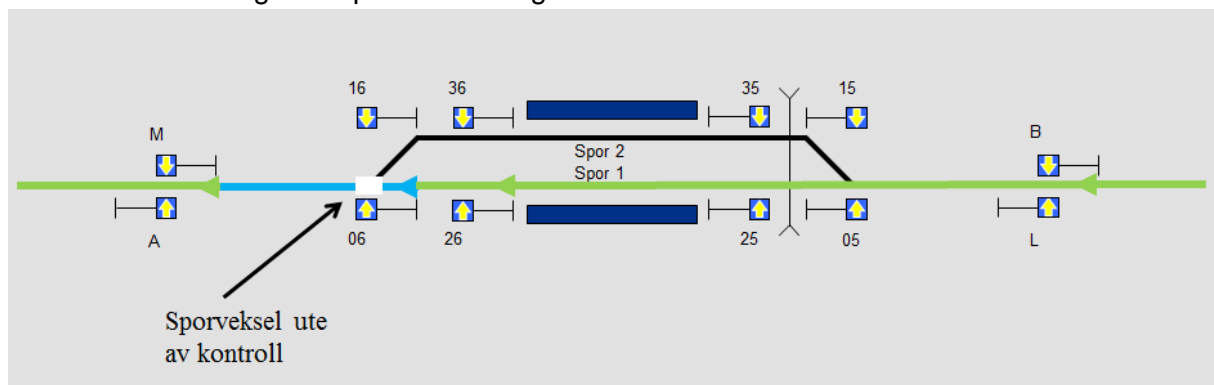 16 36 35 15
M B
Spor 2
Spor 1
06 26 25 05
A L
Sporveksel ute
av kontroll